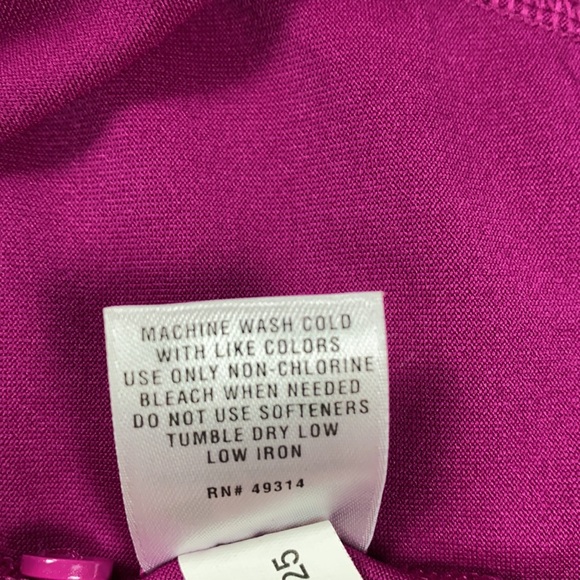 MACHINE WASH COLD
WITH LIKE COLORS
USE ONLY NON-CHLORINE
BLEACH WHEN NEEDED
DO NOT USE SOFTENERS
TUMBLE DRY LOW
LOW IRON
RN# 49314
25